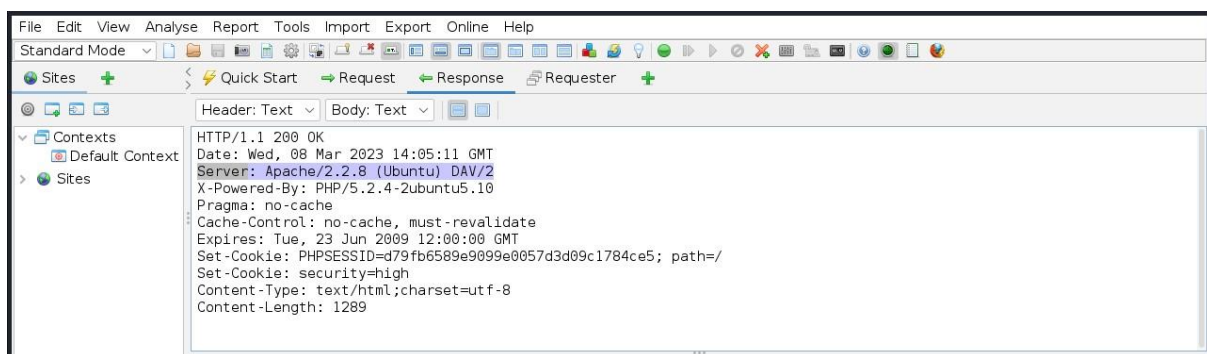 File Edit View Analyse Report Tools Import Export Online Help
Standard Mode
Sites Quick Start Request Response Requester
Header: Text Body: Text
Contexts
Default Context
Sites
HTTP/1.1 200 OK
Date: Wed, 08 Mar 2023 14:05:11 GMT
Server: Apache/2.2.8 (Ubuntu) DAV/2
X-Powered-By: PHP/5.2.4-2ubuntu5.10
Pragma: no-cache
Cache-Control: no-cache, must-revalidate
Expires: Tue, 23 Jun 2009 12:00:00 GMT
Set-Cookie: PHPSESSID=d79fb6589e9099e0057d3d09c1784ce5; path=/
Set-Cookie: security=high
Content-Type: text/html;charset=utf-8
Content-Length: 1289